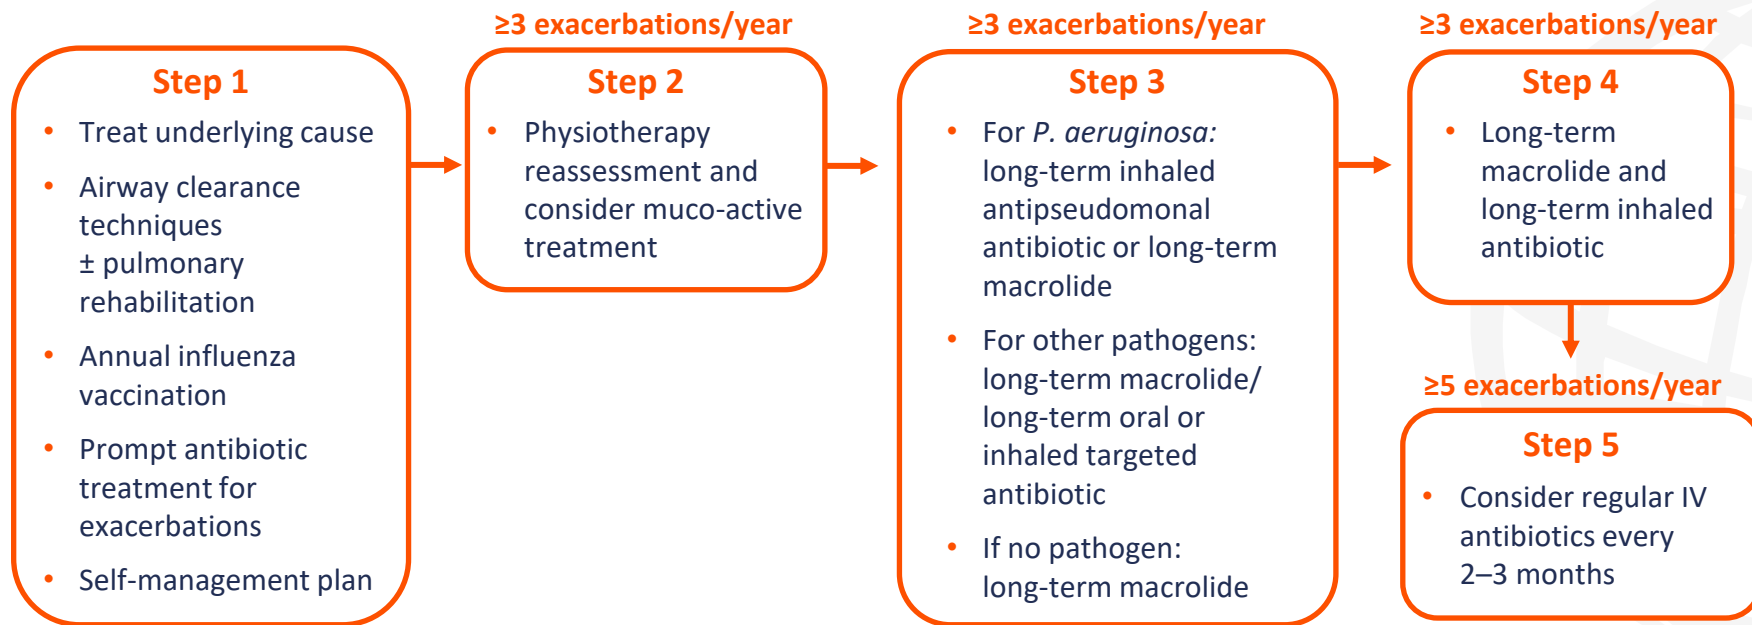 Step 1
• Treat underlying cause
• Airway clearance
techniques
± pulmonary
rehabilitation
• Annual influenza
vaccination
• Prompt antibiotic
treatment for
exacerbations
• Self-management plan
≥3 exacerbations/year
Step 2
• Physiotherapy
reassessment and
consider muco-active
treatment
≥3 exacerbations/year
Step 3
• For P. aeruginosa:
long-term inhaled
antipseudomonal
antibiotic or long-term
macrolide
• For other pathogens:
long-term macrolide/
long-term oral or
inhaled targeted
antibiotic
• If no pathogen:
long-term macrolide
≥3 exacerbations/year
Step 4
• Long-term
macrolide and
long-term inhaled
antibiotic
≥5 exacerbations/year
Step 5
• Consider regular IV
antibiotics every
2–3 months